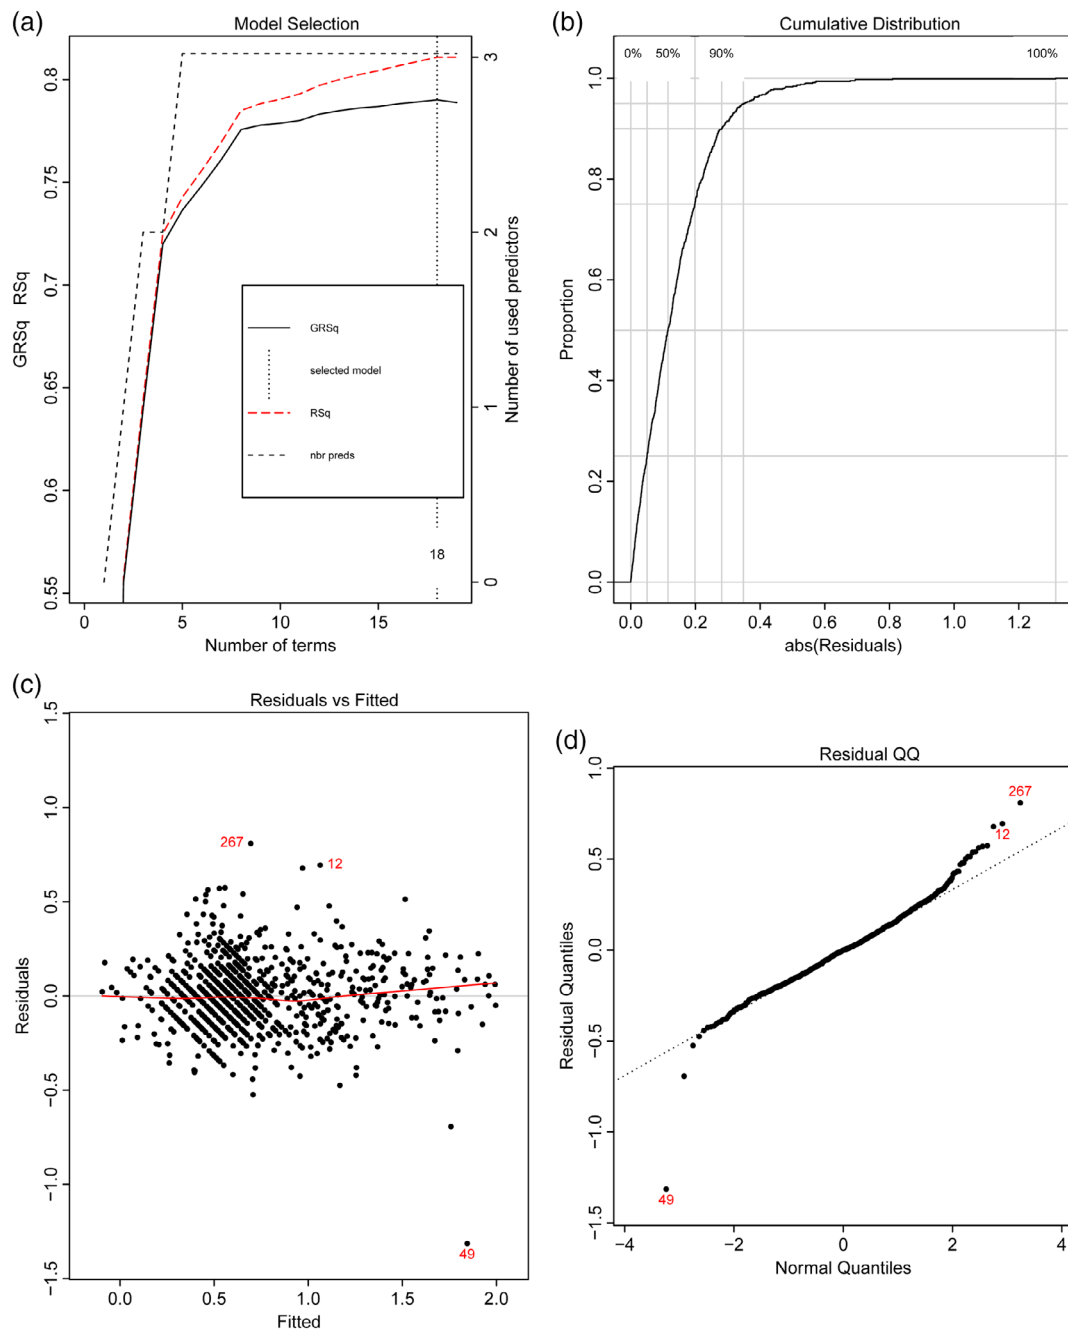 (a)
Model Selection
0.8
0.75
0.7
0.65
0.6
0.55
GRSq RSq
3
2
1
0
Number of used predictors
GRSq
selected model
RSq
nbr preds
18
0 5 10 15
Number of terms
(b)
Cumulative Distribution
0% 50% 90% 100%
1.0
0.8
0.6
0.4
0.2
0.0
Proportion
0.0 0.2 0.4 0.6 0.8 1.0 1.2
abs(Residuals)
(c)
Residuals vs Fitted
1.5
1.0
0.5
0.0
−0.5
−1.0
−1.5
Residuals
267
12
49
0.0 0.5 1.0 1.5 2.0
Fitted
(d)
Residual QQ
1.0
0.5
0.0
−0.5
−1.0
−1.5
Residual Quantiles
267
12
49
−4 −2 0 2 4
Normal Quantiles